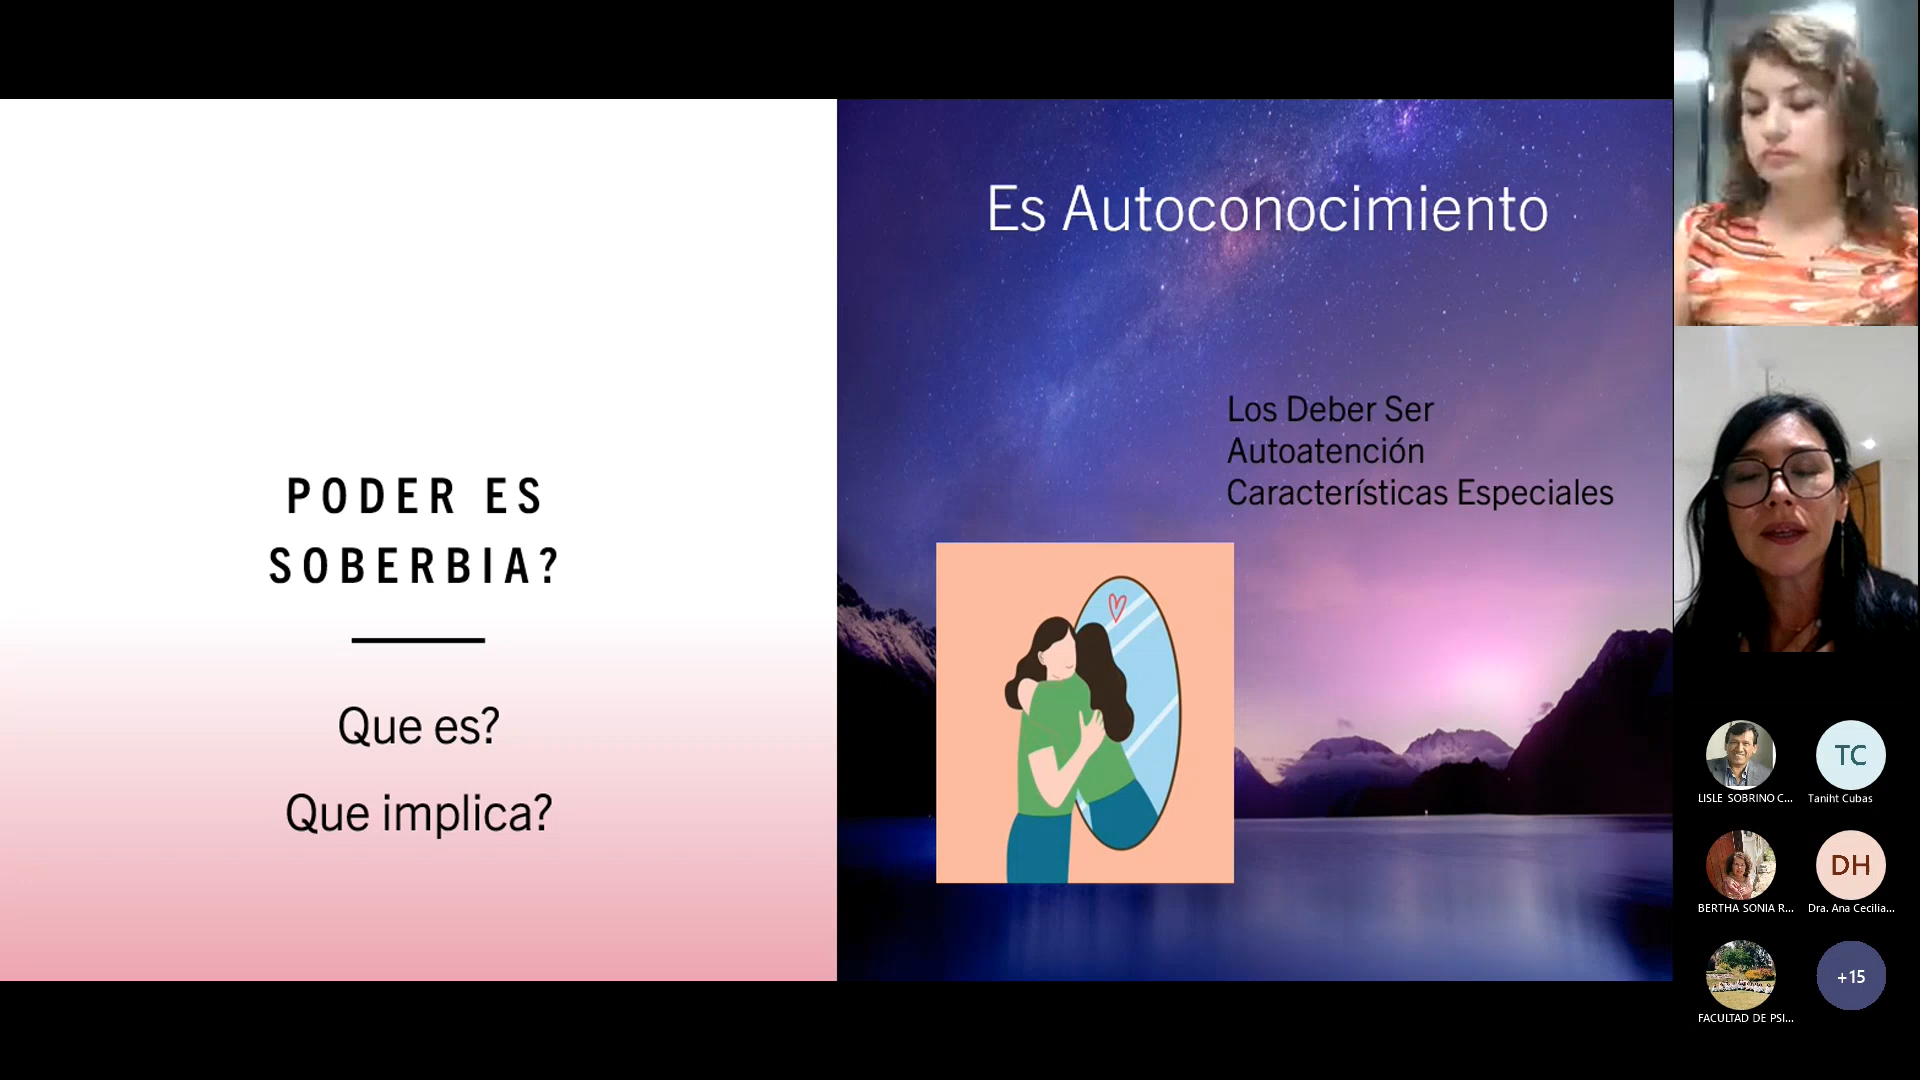 PODER ES
SOBERBIA?
Que es?
Que implica?
Es Autoconocimiento
Los Deber Ser
Autoatención
Características Especiales
LISLE SOBRINO C...
TC
Taniht Cubas
BERTHA SONIA R...
DH
Dra. Ana Cecilia...
FACULTAD DE PSI...
+15